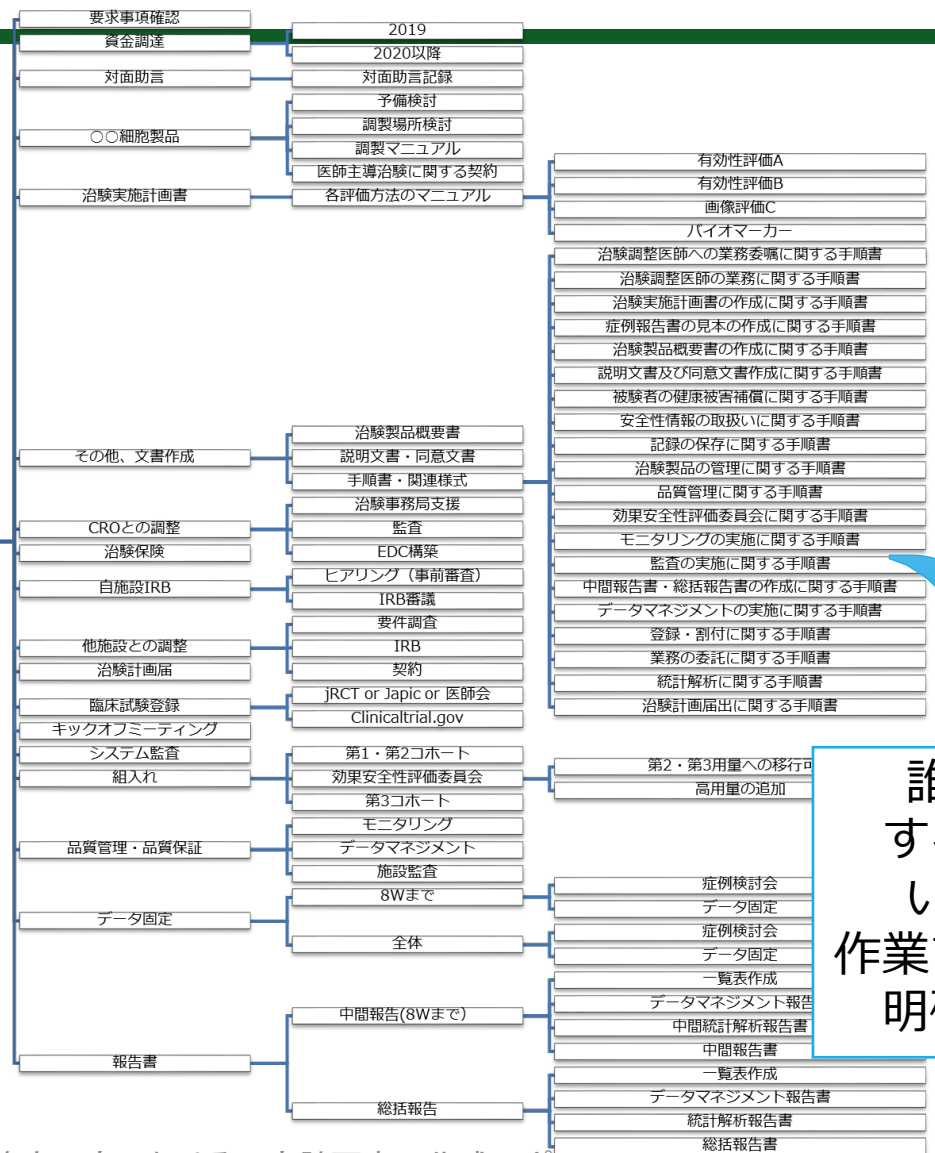 要求事項確認
資金調達
2019
2020以降
対面助言
対面助言記録
〇〇細胞製品
予備検討
調製場所検討
調製マニュアル
医師主導治験に関する契約
治験実施計画書
各評価方法のマニュアル
有効性評価A
有効性評価B
画像評価C
バイオマーカー
その他、文書作成
治験製品概要書
説明文書・同意文書
手順書・関連様式
治験調整医師への業務委嘱に関する手順書
治験調整医師の業務に関する手順書
治験実施計画書の作成に関する手順書
症例報告書の見本の作成に関する手順書
治験製品概要書の作成に関する手順書
説明文書及び同意文書作成に関する手順書
被験者の健康被害補償に関する手順書
安全性情報の取扱いに関する手順書
記録の保存に関する手順書
治験製品の管理に関する手順書
品質管理に関する手順書
効果安全性評価委員会に関する手順書
モニタリングの実施に関する手順書
監査の実施に関する手順書
中間報告書・総括報告書の作成に関する手順書
データマネジメントの実施に関する手順書
登録・割付に関する手順書
業務の委託に関する手順書
統計解析に関する手順書
治験計画届出に関する手順書
CROとの調整
治験事務局支援
監査
EDC構築
治験保険
自施設IRB
ヒアリング（事前審査）
IRB審議
他施設との調整
要件調査
IRB
契約
治験計画届
臨床試験登録
jRCT or Japic or 医師会
Clinicaltrial.gov
キックオフミーティング
システム監査
組入れ
第1・第2コホート
効果安全性評価委員会
第3コホート
第2・第3用量への移行可
高用量の追加
品質管理・品質保証
モニタリング
データマネジメント
施設監査
データ固定
8Wまで
症例検討会
データ固定
全体
症例検討会
データ固定
報告書
中間報告(8Wまで）
一覧表作成
データマネジメント報告
中間統計解析報告書
中間報告書
総括報告
一覧表作成
データマネジメント報告書
統計解析報告書
総括報告書
す
い
作業